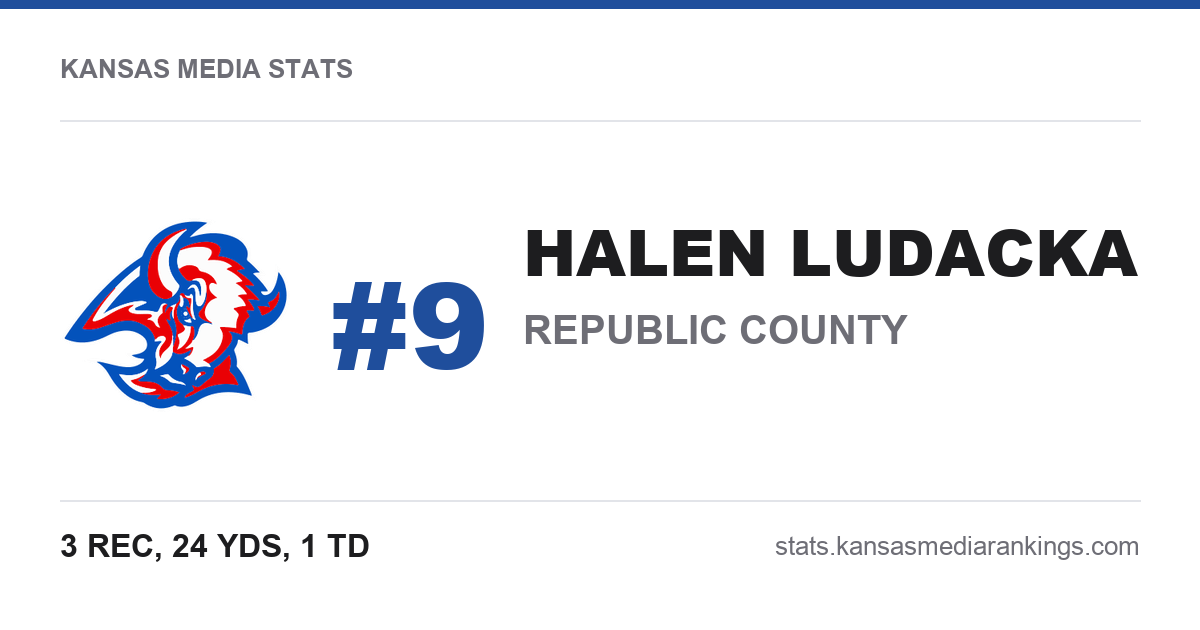 KANSAS MEDIA STATS
#9
HALEN LUDACKA
REPUBLIC COUNTY
3 REC, 24 YDS, 1 TD
stats.kansasmediarankings.com